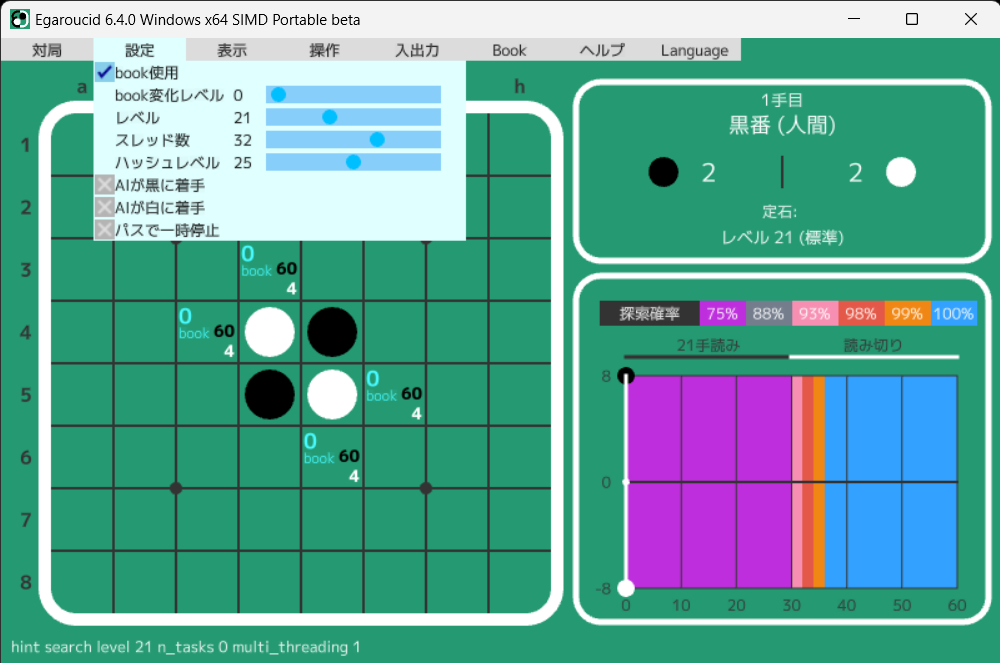 Egaroucid 6.4.0 Windows x64 SIMD Portable beta
対局 設定 表示 操作 入出力 Book ヘルプ Language
book使用
book変化レベル 0
レベル 21
スレッド数 32
ハッシュレベル 25
AIが黒に着手
AIが白に着手
パスで一時停止
a h
1
2
3
4
5
6
7
8
0
book 60
4
0
book 60
4
0
book 60
4
0
book 60
4
1手目
黒番 (人間)
2 2
定石:
レベル 21 (標準)
探索確率 75% 88% 93% 98% 99% 100%
21手読み 読み切り
8
0
-8
0 10 20 30 40 50 60
hint search level 21 n_tasks 0 multi_threading 1